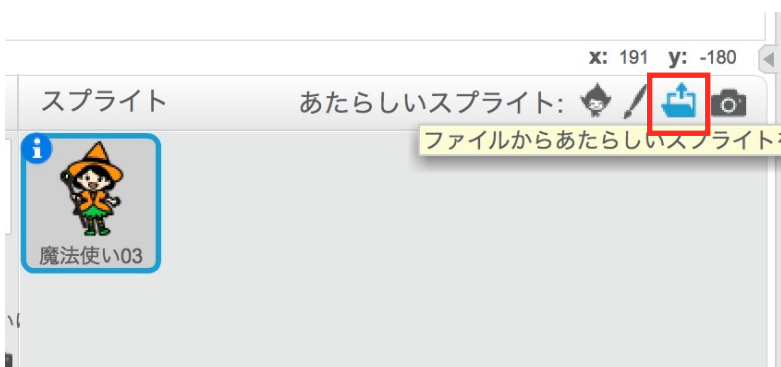 x: 191 y: -180
スプライト
あたらしいスプライト:
ファイルからあたらしいスプライト
魔法使い03